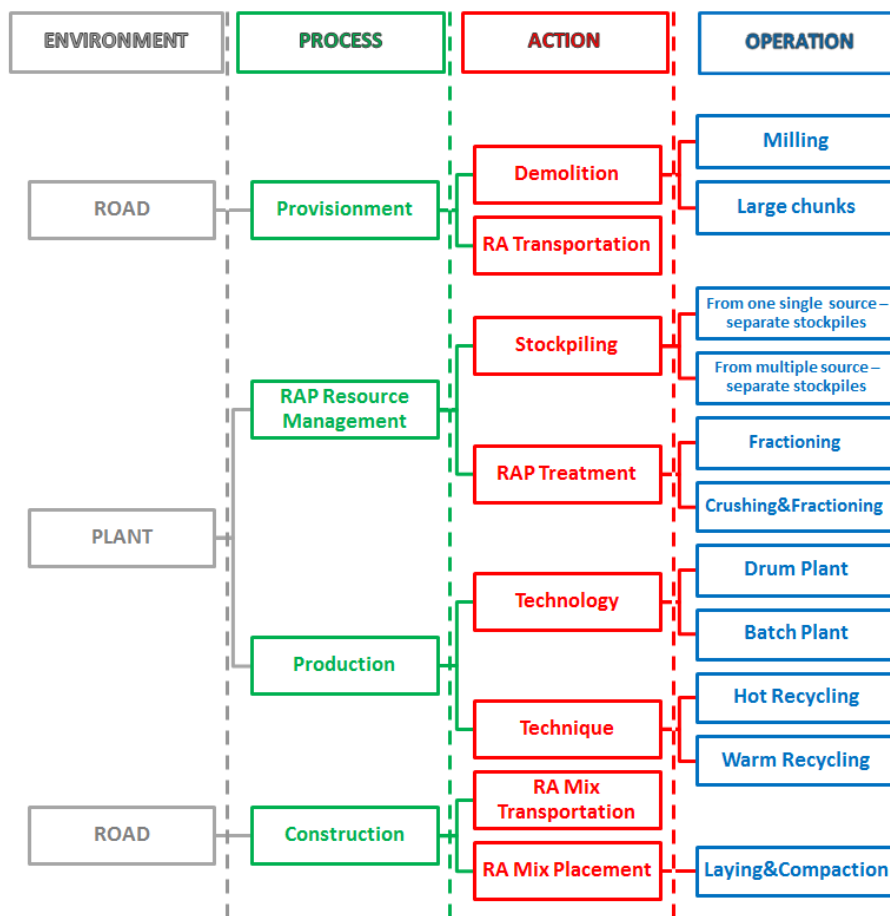 ENVIRONMENT
PROCESS
ACTION
OPERATION
ROAD
Provisionment
Demolition
Milling
Large chunks
RA Transportation
PLANT
RAP Resource
Management
Stockpiling
From one single source –
separate stockpiles
From multiple source –
separate stockpiles
RAP Treatment
Fractioning
Crushing&Fractioning
Production
Technology
Drum Plant
Batch Plant
Technique
Hot Recycling
Warm Recycling
ROAD
Construction
RA Mix
Transportation
RA Mix Placement
Laying&Compaction